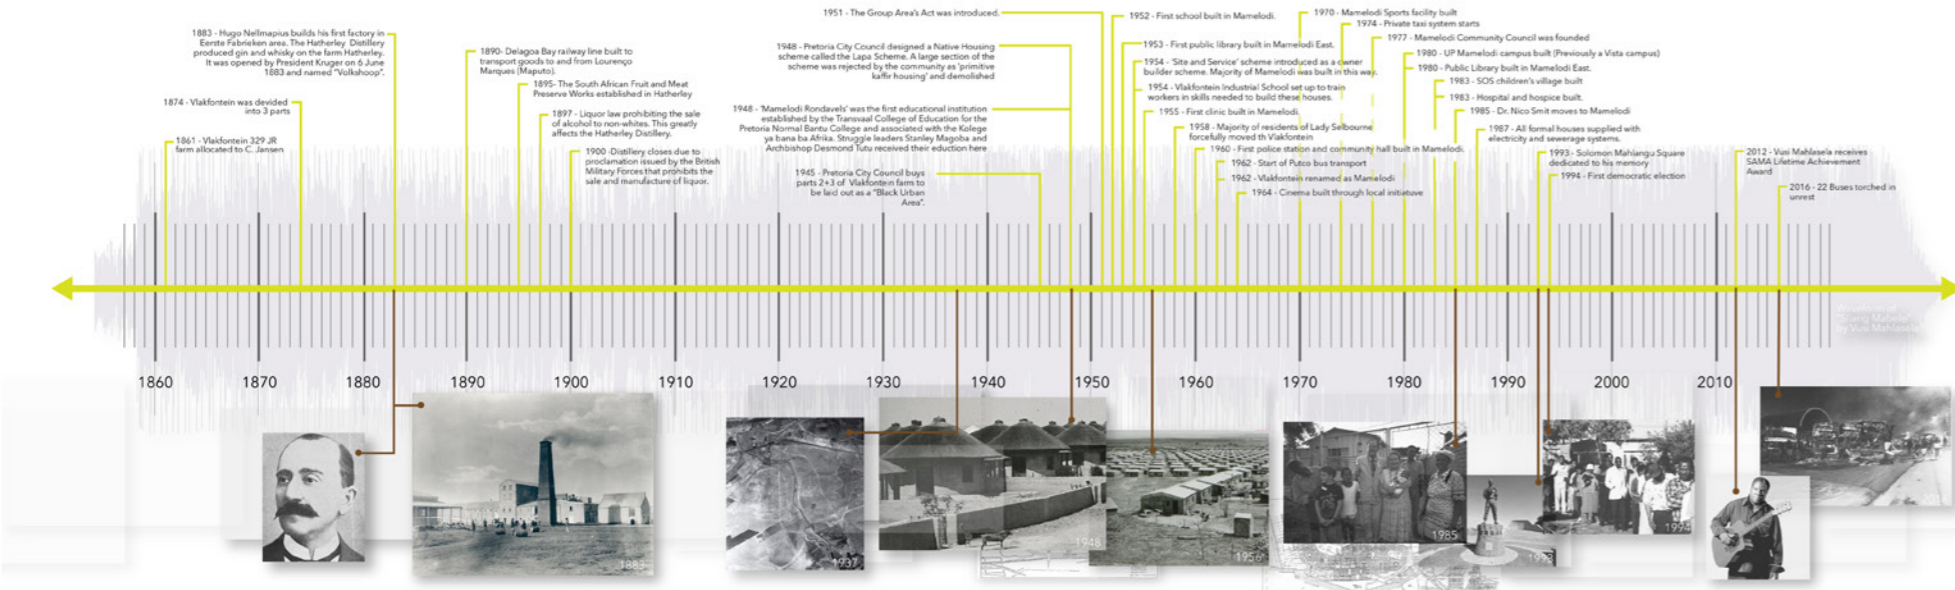 1883 - Hugo Nellmapius builds his first factory in
Eerste Fabrieken area. The Hatherley Distillery
produced gin and whisky on the farm Hatherley.
It was opened by President Kruger on 6 June
1883 and named "Volkshoop".
1874 - Vlakfontein was devided
into 3 parts
1861 - Vlakfontein 329 JR
farm allocated to C. Jansen
1890- Delagoa Bay railway line built to
transport goods to and from Lourenço
Marques (Maputo).
1895- The South African Fruit and Meat
Preserve Works established in Hatherley
1897 - Liquor law prohibiting the sale
of alcohol to non-whites. This greatly
affects the Hatherley Distillery.
1900 -Distillery closes due to
proclamation issued by the British
Military Forces that prohibits the
sale and manufacture of liquor.
1951 - The Group Area's Act was introduced.
1948 - Pretoria City Council designed a Native Housing
scheme called the Lapa Scheme. A large section of the
scheme was rejected by the community as 'primitive
kaffir housing' and demolished
1948 - 'Mamelodi Rondavels' was the first educational institution
established by the Transvaal College of Education for the
Pretoria Normal Bantu College and associated with the Kolege
ya bana ba Afrika. Struggle leaders Stanley Magoba and
Archbishop Desmond Tutu received their eduction here
1945 - Pretoria City Council buys
parts 2+3 of Vlakfontein farm to
be laid out as a "Black Urban
Area".
1952 - First school built in Mamelodi.
1953 - First public library built in Mamelodi East.
1954 - 'Site and Service' scheme introduced as a owner
builder scheme. Majority of Mamelodi was built in this way.
1954 - Vlakfontein Industrial School set up to train
workers in skills needed to build these houses.
1955 - First clinic built in Mamelodi.
1958 - Majority of residents of Lady Selbourne
forcefully moved th Vlakfontein
1960 - First police station and community hall built in Mamelodi.
1962 - Start of Putco bus transport
1962 - Vlakfontein renamed as Mamelodi
1964 - Cinema built through local initiatuve
1970 - Mamelodi Sports facility built
1974 - Private taxi system starts
1977 - Mamelodi Community Council was founded
1980 - UP Mamelodi campus built (Previously a Vista campus)
1980 - Public Library built in Mamelodi East.
1983 - SOS children's village built
1983 - Hospital and hospice built.
1985 - Dr. Nico Smit moves to Mamelodi
1987 - All formal houses supplied with
electricity and sewerage systems.
1993 - Solomon Mahlangu Square
dedicated to his memory
1994 - First democratic election
2012 - Vusi Mahlasela receives
SAMA Lifetime Achievement
Award
2016 - 22 Buses torched in
unrest
by Vusi Mahlasela
1860 1870 1880 1890 1900 1910 1920 1930 1940 1950 1960 1970 1980 1990 2000 2010
1883
1937
1948
1956
1985
1993
1994